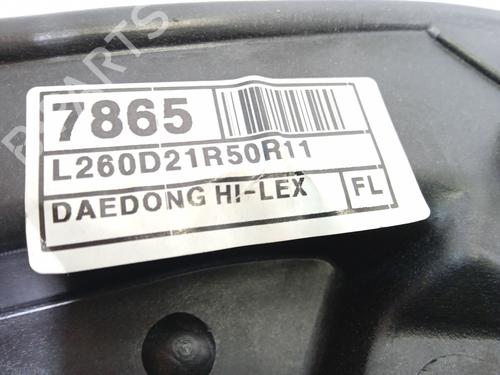 7865
L260D21R50R11
DAEDONG HI-LEX
FL